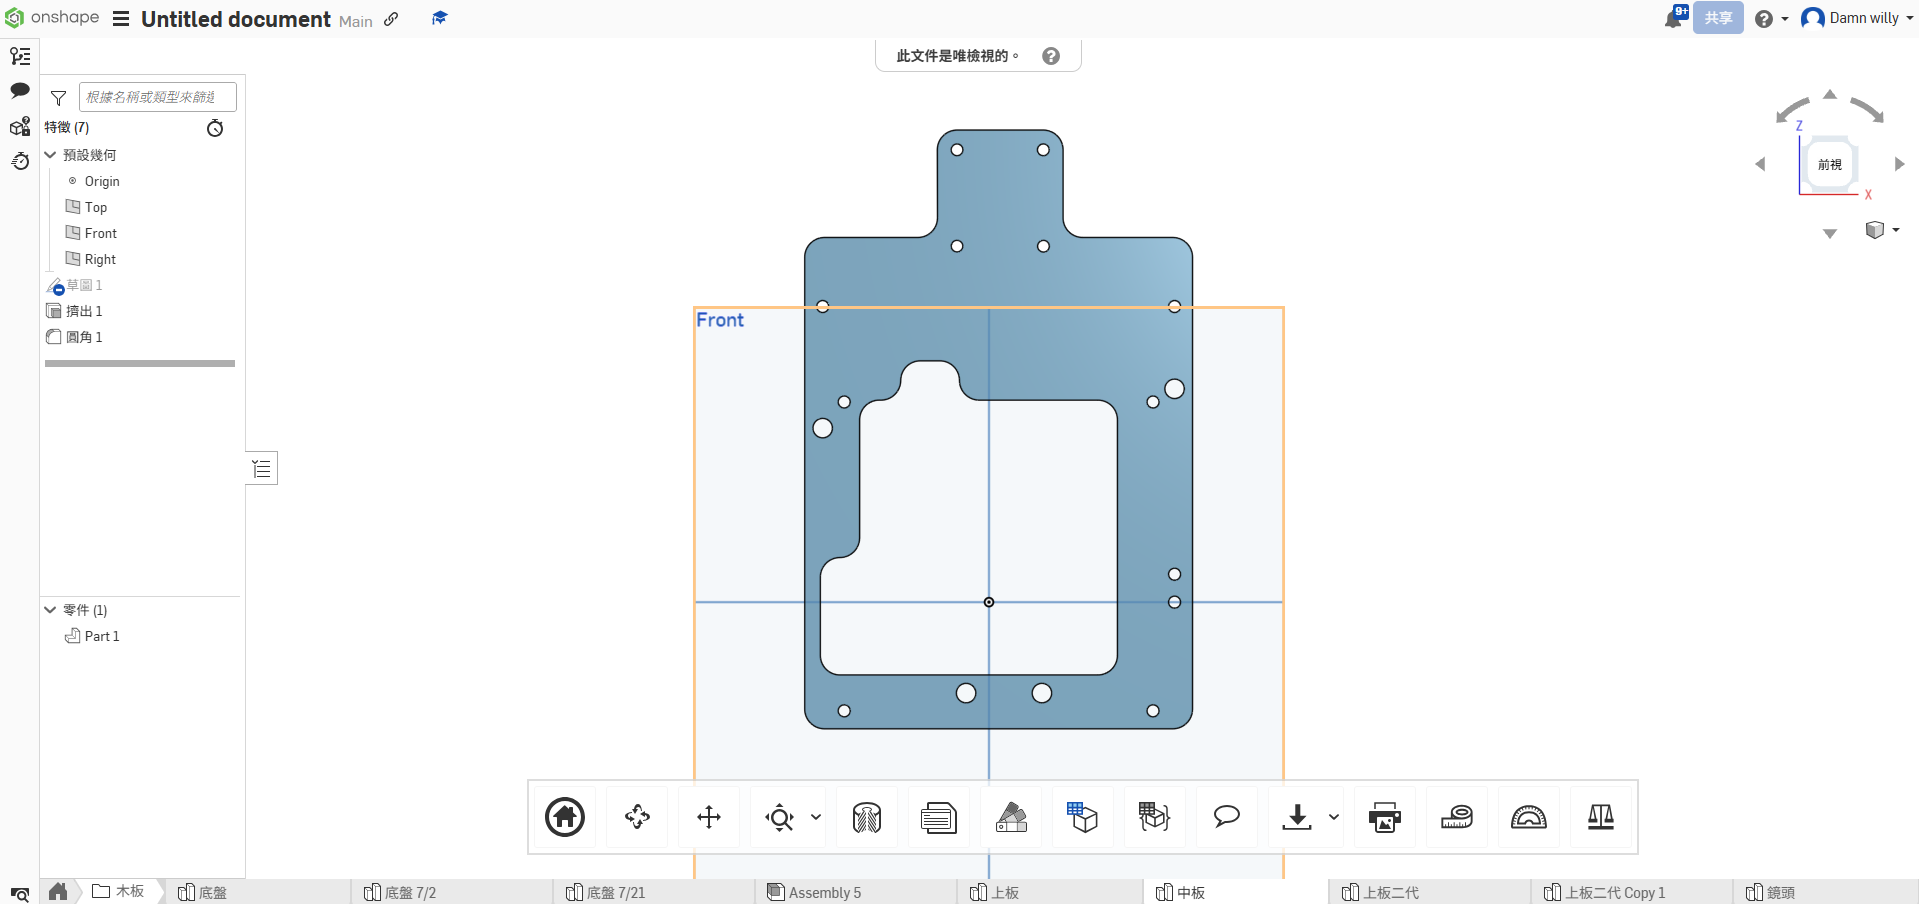 onshape Untitled document Main 9+ 共享 Damn willy
此文件是唯檢視的。
根據名稱或類型來篩選
特徵 (7)
預設幾何
Origin
Top
Front
Right
草圖 1
擠出 1
圓角 1
零件 (1)
Part 1
Front
Z
前視
X
木板 底盤 底盤 7/2 底盤 7/21 Assembly 5 上板 中板 上板二代 上板二代 Copy 1 鏡頭